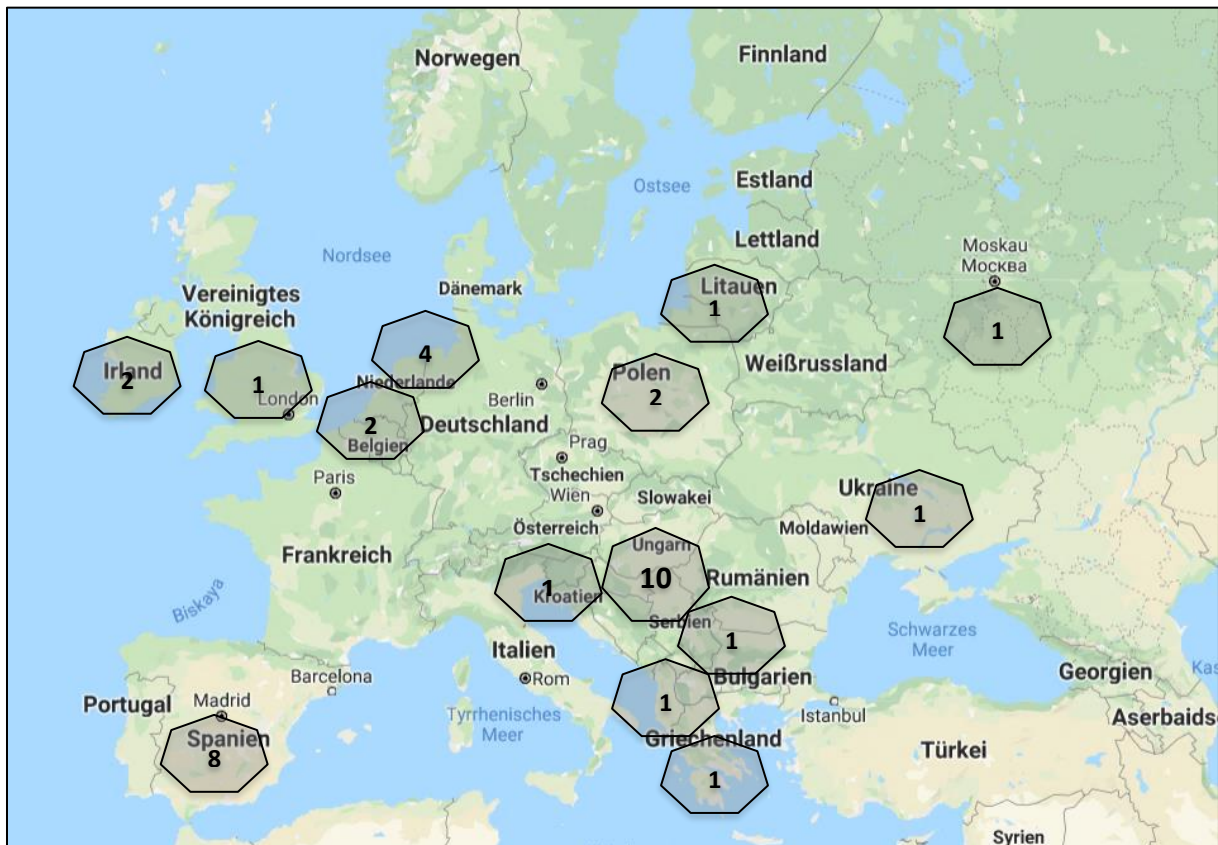 Norwegen
Finnland
Ostsee
Estland
Lettland
Moskau
Москва
Nordsee
Dänemark
Litauen
1
Vereinigtes
Königreich
1
Irland
2
1
London
4
Niederlande
Berlin
Polen
2
Weißrussland
2
Belgien
Deutschland
Prag
Tschechien
Paris
Wien
Slowakei
Ukraine
1
Moldawien
Österreich
Frankreich
Ungarn
10
Rumänien
1
Kroatien
Biskaya
Serbien
1
Schwarzes
Meer
Italien
Rom
Barcelona
Bulgarien
Georgien
Kas
Portugal
Madrid
Spanien
8
Tyrrhenisches
Meer
1
Istanbul
Aserbaidsc
Griechenland
1
Türkei
Syrien